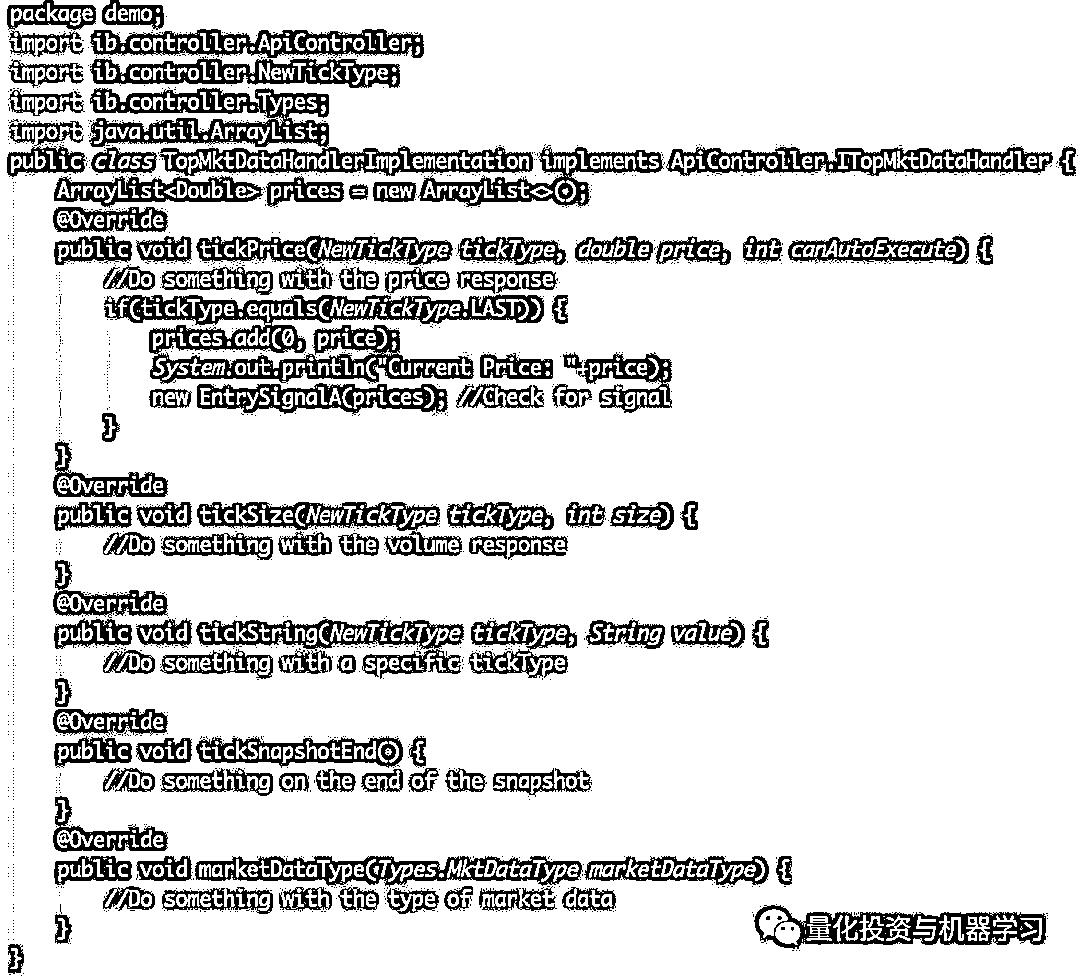 package demo;
import ib.controller.ApiController;
import ib.controller.NewTickType;
import ib.controller.Types;
import java.util.ArrayList;
public class TopMktDataHandlerImplementation implements ApiController.ITopMktDataHandler {
    ArrayList<Double> prices = new ArrayList<>();
    @Override
    public void tickPrice(NewTickType tickType, double price, int canAutoExecute) {
        //Do something with the price response
        if(tickType.equals(NewTickType.LAST)) {
            prices.add(0, price);
            System.out.println("Current Price: "+price);
            new EntrySignalA(prices); //Check for signal
        }
    }
    @Override
    public void tickSize(NewTickType tickType, int size) {
        //Do something with the volume response
    }
    @Override
    public void tickString(NewTickType tickType, String value) {
        //Do something with a specific tickType
    }
    @Override
    public void tickSnapshotEnd() {
        //Do something on the end of the snapshot
    }
    @Override
    public void marketDataType(Types.MktDataType marketDataType) {
        //Do something with the type of market data
    }
量化投资与机器学习
}